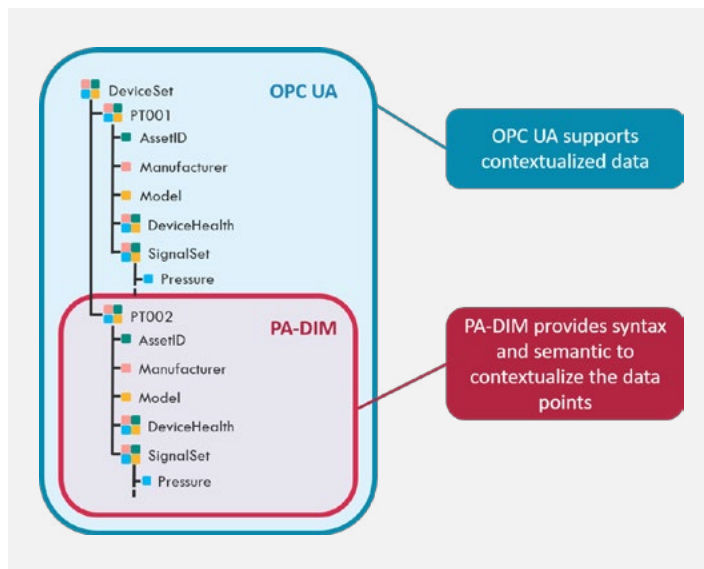 OPC UA
DeviceSet
PT001
AssetID
Manufacturer
Model
DeviceHealth
SignalSet
Pressure
PA-DIM
PT002
AssetID
Manufacturer
Model
DeviceHealth
SignalSet
Pressure
OPC UA supports
contextualized data
PA-DIM provides syntax
and semantic to
contextualize the data
points